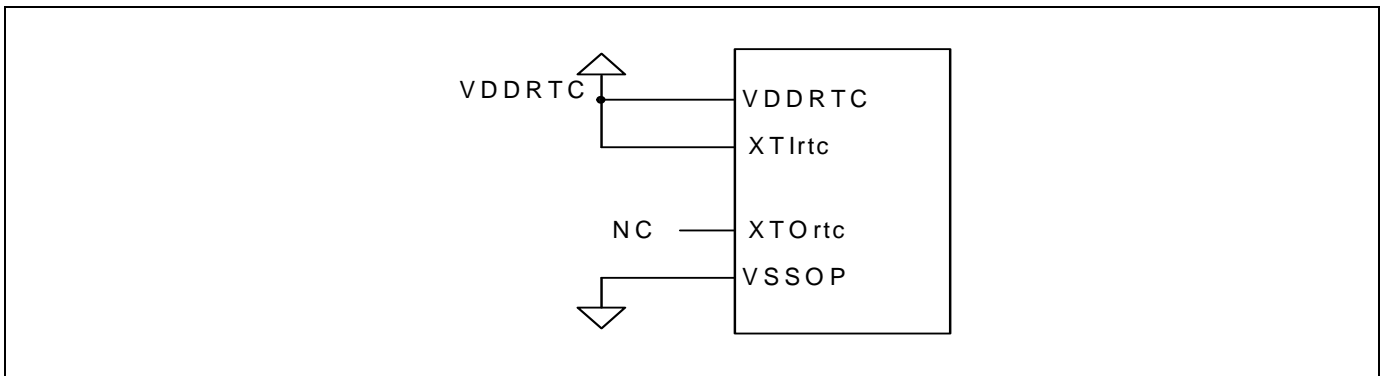 VDDRTC
VDDRTC
XTIrtc
NC
XTOrtc
VSSOP